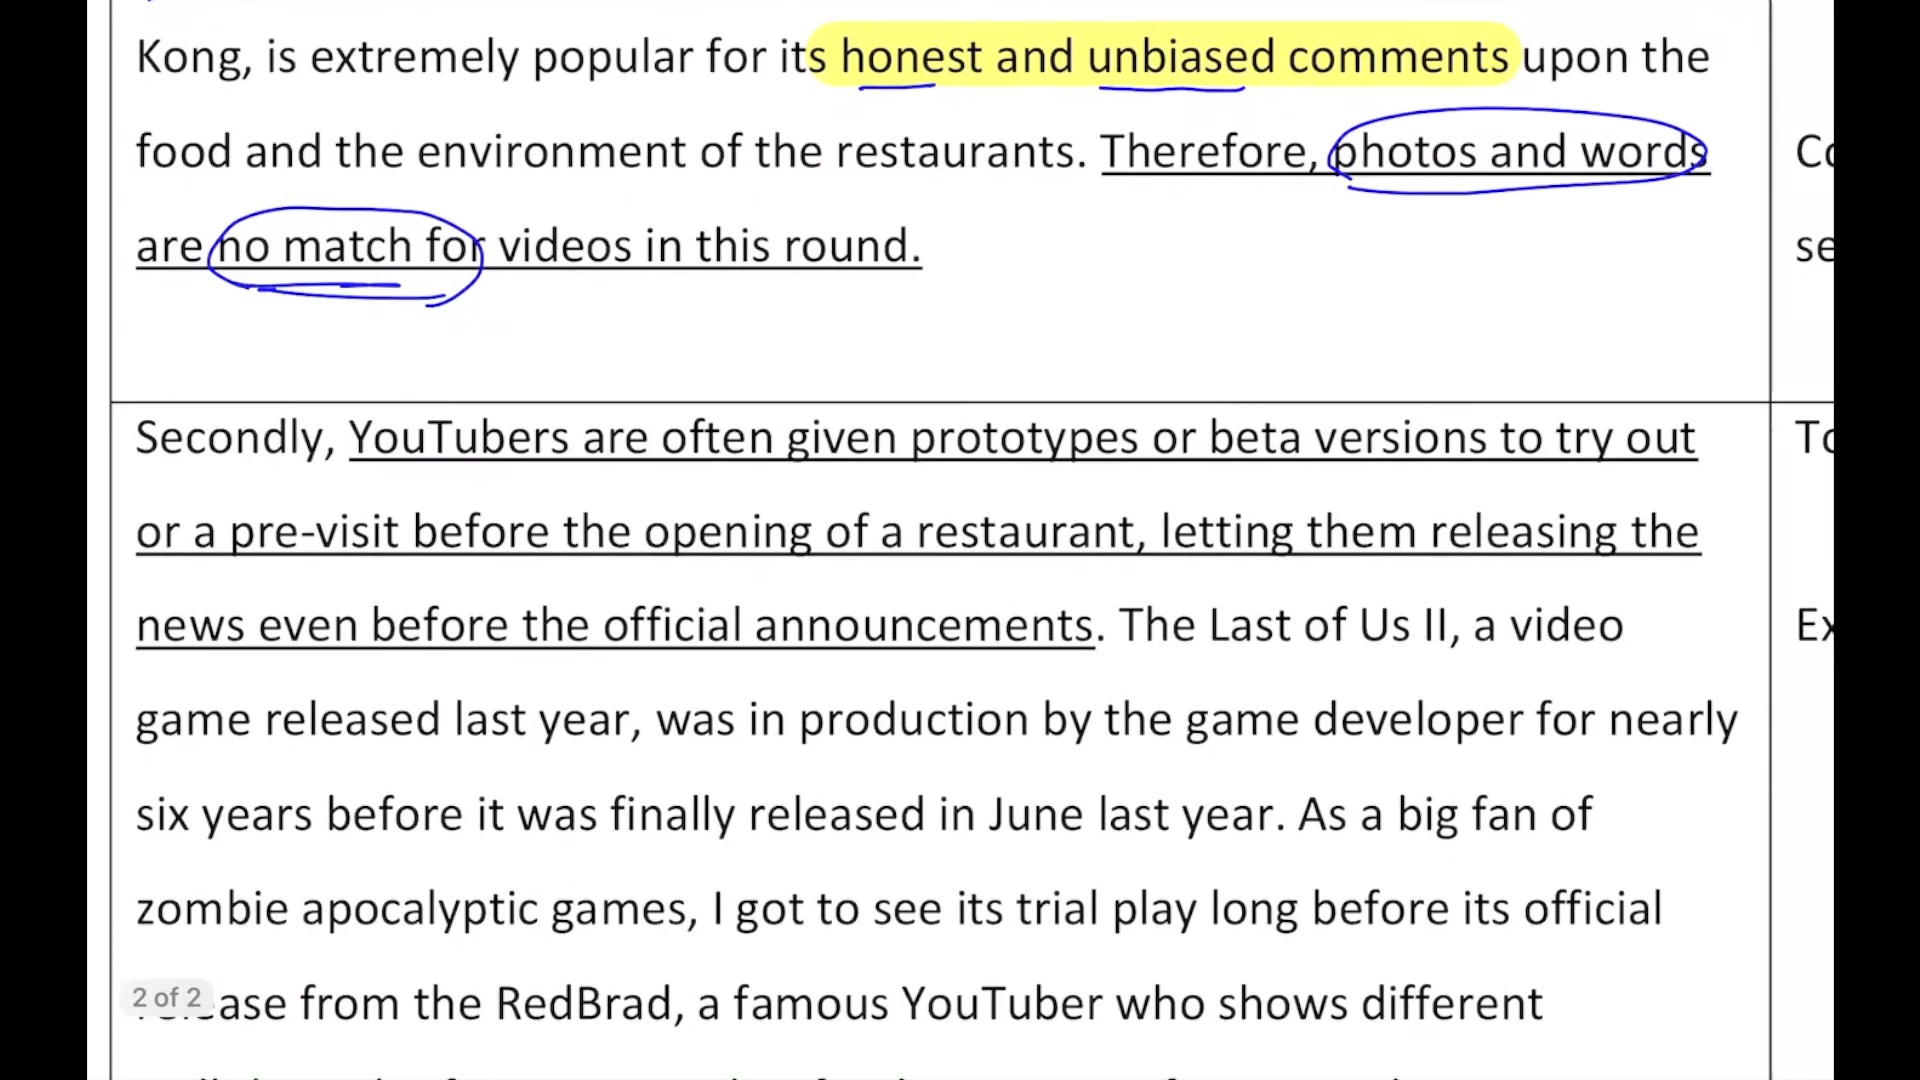 Kong, is extremely popular for its honest and unbiased comments upon the
food and the environment of the restaurants. Therefore, photos and words
are no match for videos in this round.
Secondly, YouTubers are often given prototypes or beta versions to try out
or a pre-visit before the opening of a restaurant, letting them releasing the
news even before the official announcements. The Last of Us II, a video
game released last year, was in production by the game developer for nearly
six years before it was finally released in June last year. As a big fan of
zombie apocalyptic games, I got to see its trial play long before its official
2 of 2
from the RedBrad, a famous YouTuber who shows different